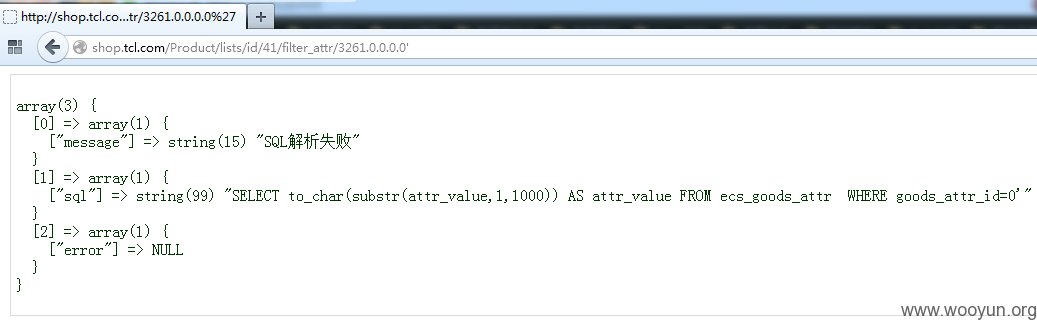 http://shop.tcl.co...tr/3261.0.0.0.0%27
shop.tcl.com/Product/lists/id/41/filter_attr/3261.0.0.0.0'
array(3) {
[0] => array(1) {
["message"] => string(15) "SQL解析失败"
}
[1] => array(1) {
["sql"] => string(99) "SELECT to_char(substr(attr_value,1,1000)) AS attr_value FROM ecs_goods_attr  WHERE goods_attr_id=0'"
}
[2] => array(1) {
["error"] => NULL
}
}
www.wooyun.org